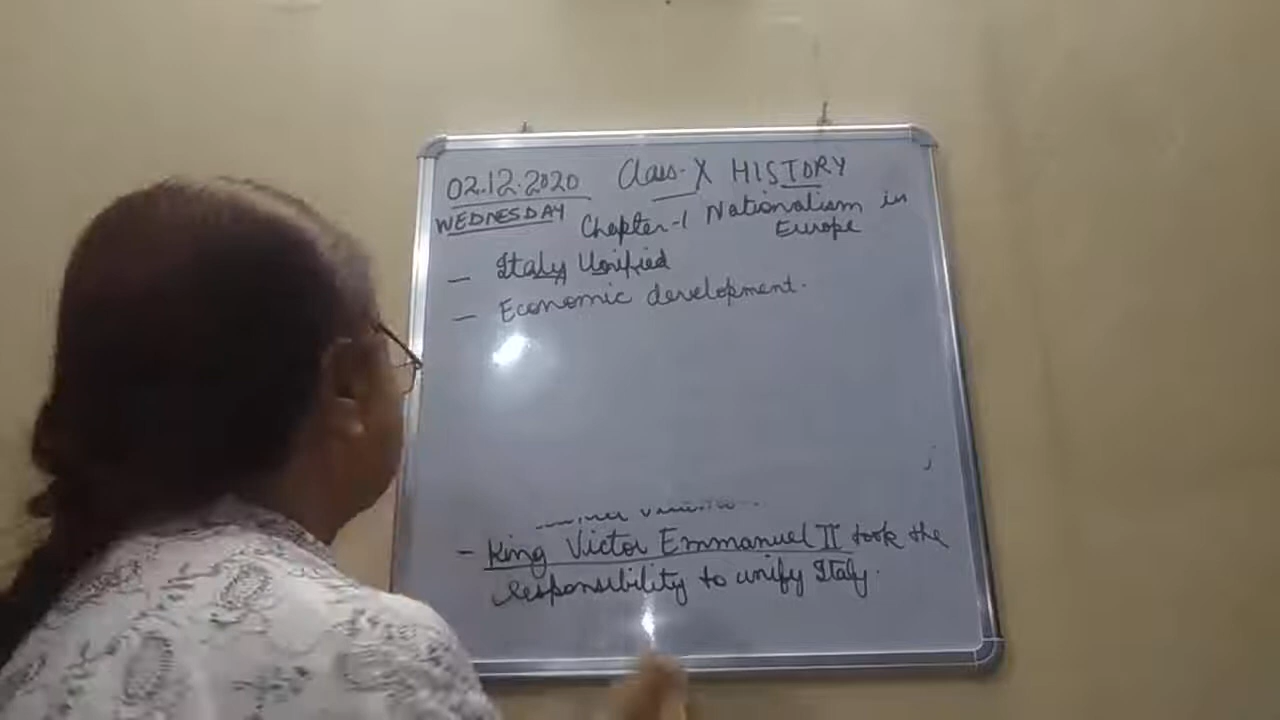 02.12.2020 Class-X HISTORY
WEDNESDAY Chapter-1 Nationalism in
Europe
— Italy Unified
— Economic development.
- King Victor Emmanuel II took the
responsibility to unify Italy.